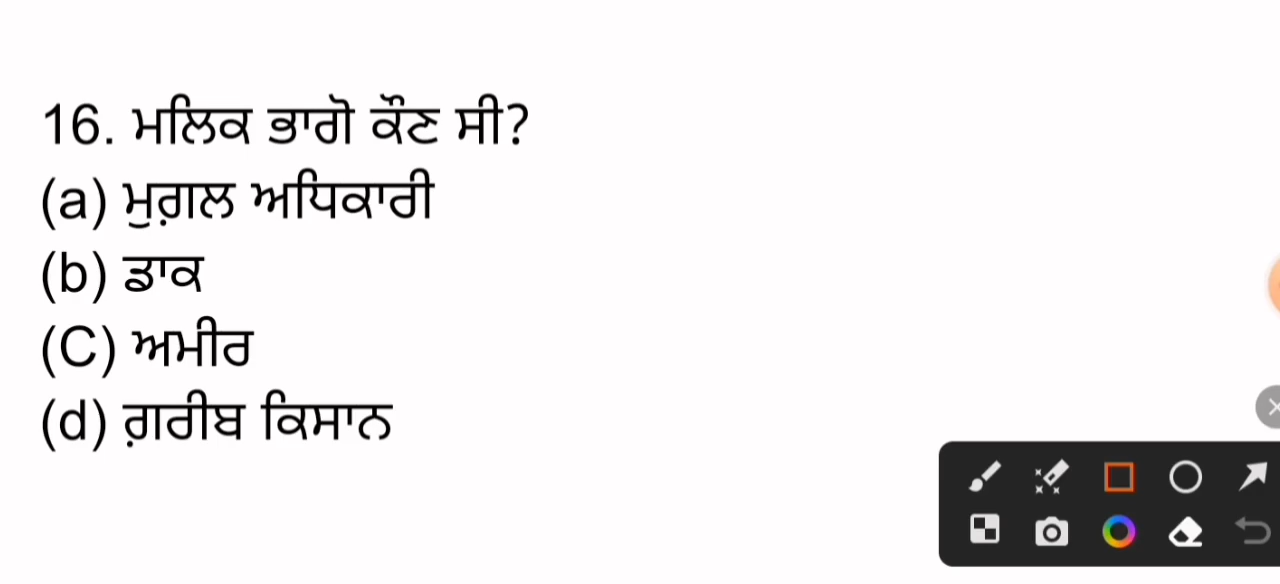 16. ਮਲਿਕ ਭਾਗੋ ਕੌਣ ਸੀ?
(a) ਮੁਗ਼ਲ ਅਧਿਕਾਰੀ
(b) ਡਾਕ
(C) ਅਮੀਰ
(d) ਗ਼ਰੀਬ ਕਿਸਾਨ